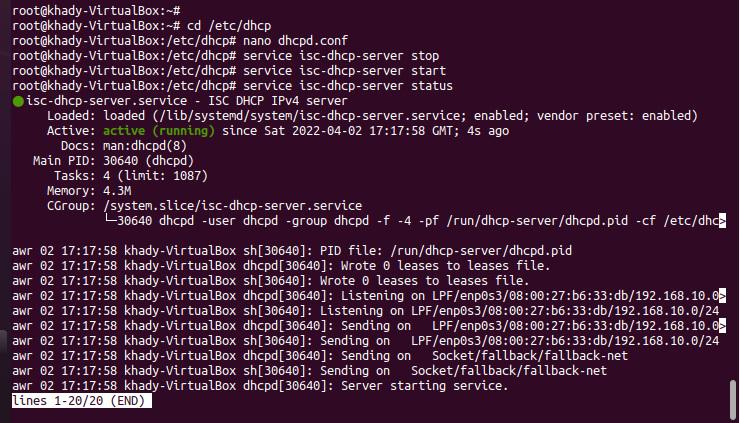 root@khady-VirtualBox:~#
root@khady-VirtualBox:~# cd /etc/dhcp
root@khady-VirtualBox:/etc/dhcp# nano dhcpd.conf
root@khady-VirtualBox:/etc/dhcp# service isc-dhcp-server stop
root@khady-VirtualBox:/etc/dhcp# service isc-dhcp-server start
root@khady-VirtualBox:/etc/dhcp# service isc-dhcp-server status
● isc-dhcp-server.service - ISC DHCP IPv4 server
     Loaded: loaded (/lib/systemd/system/isc-dhcp-server.service; enabled; vendor preset: enabled)
     Active: active (running) since Sat 2022-04-02 17:17:58 GMT; 4s ago
       Docs: man:dhcpd(8)
   Main PID: 30640 (dhcpd)
      Tasks: 4 (limit: 1087)
     Memory: 4.3M
     CGroup: /system.slice/isc-dhcp-server.service
             └─30640 dhcpd -user dhcpd -group dhcpd -f -4 -pf /run/dhcp-server/dhcpd.pid -cf /etc/dhc>
awr 02 17:17:58 khady-VirtualBox sh[30640]: PID file: /run/dhcp-server/dhcpd.pid
awr 02 17:17:58 khady-VirtualBox dhcpd[30640]: Wrote 0 leases to leases file.
awr 02 17:17:58 khady-VirtualBox sh[30640]: Wrote 0 leases to leases file.
awr 02 17:17:58 khady-VirtualBox dhcpd[30640]: Listening on LPF/enp0s3/08:00:27:b6:33:db/192.168.10.0>
awr 02 17:17:58 khady-VirtualBox sh[30640]: Listening on LPF/enp0s3/08:00:27:b6:33:db/192.168.10.0/24
awr 02 17:17:58 khady-VirtualBox dhcpd[30640]: Sending on   LPF/enp0s3/08:00:27:b6:33:db/192.168.10.0>
awr 02 17:17:58 khady-VirtualBox sh[30640]: Sending on   LPF/enp0s3/08:00:27:b6:33:db/192.168.10.0/24
awr 02 17:17:58 khady-VirtualBox dhcpd[30640]: Sending on   Socket/fallback/fallback-net
awr 02 17:17:58 khady-VirtualBox sh[30640]: Sending on   Socket/fallback/fallback-net
awr 02 17:17:58 khady-VirtualBox dhcpd[30640]: Server starting service.
lines 1-20/20 (END)